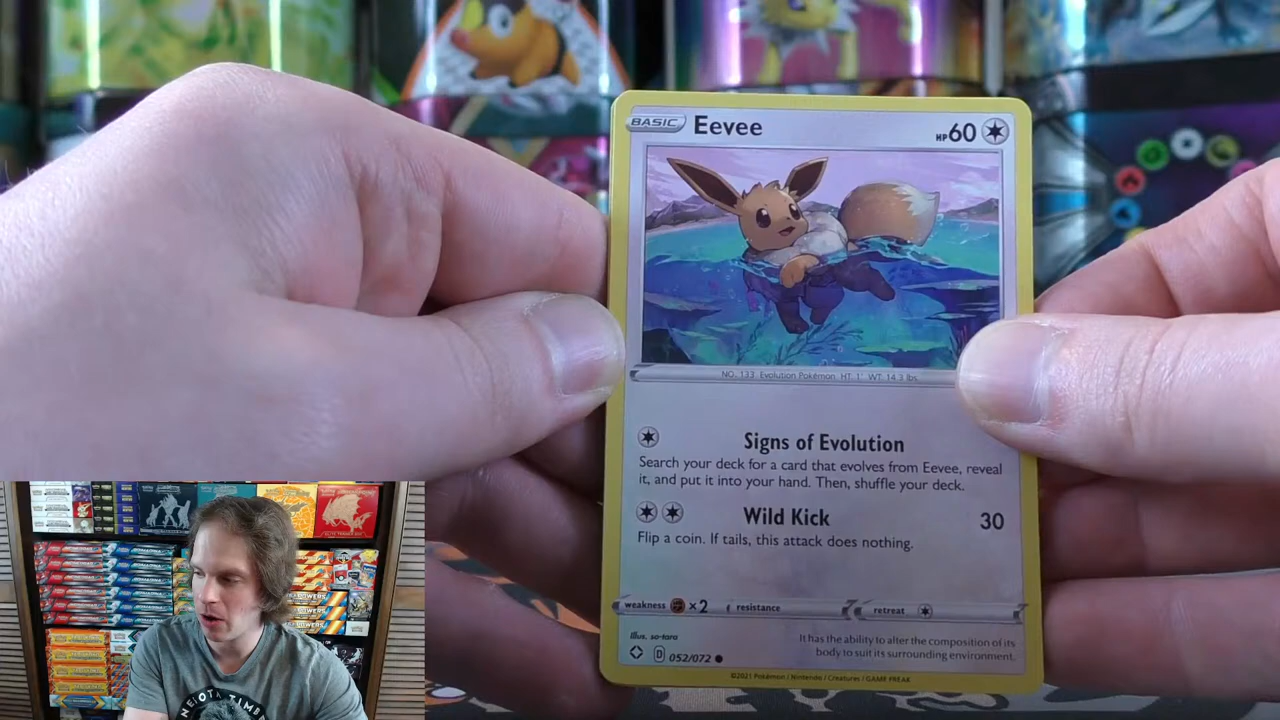 BASIC Eevee HP60
NO. 133 Evolution Pokémon HT: 1' WT: 14.3 lbs.
Signs of Evolution
Search your deck for a card that evolves from Eevee, reveal
it, and put it into your hand. Then, shuffle your deck.
Wild Kick 30
Flip a coin. If tails, this attack does nothing.
weakness ×2 resistance retreat
Illus. so-taro
D 052/072
It has the ability to alter the composition of its
body to suit its surrounding environment.
©2021 Pokémon / Nintendo / Creatures / GAME FREAK